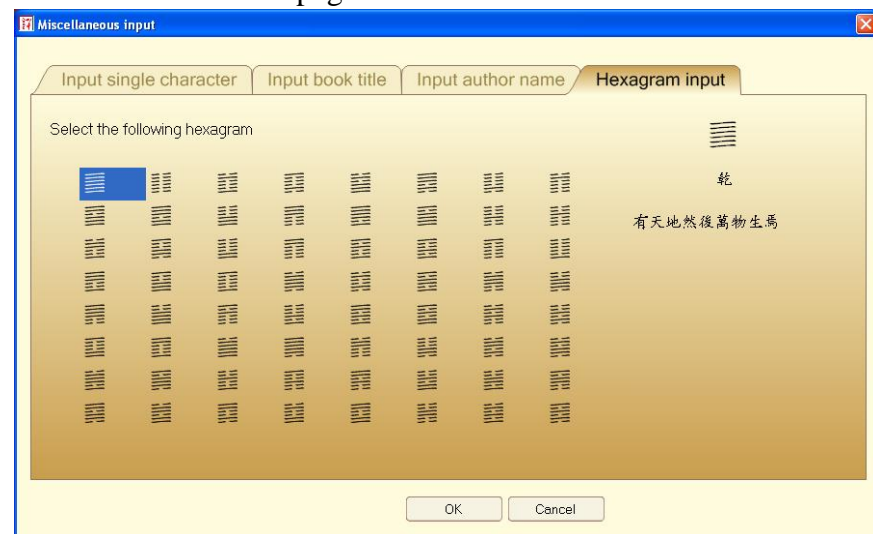 Miscellaneous input
Input single character Input book title Input author name Hexagram input
Select the following hexagram
乾
有天地然後萬物生焉
OK Cancel